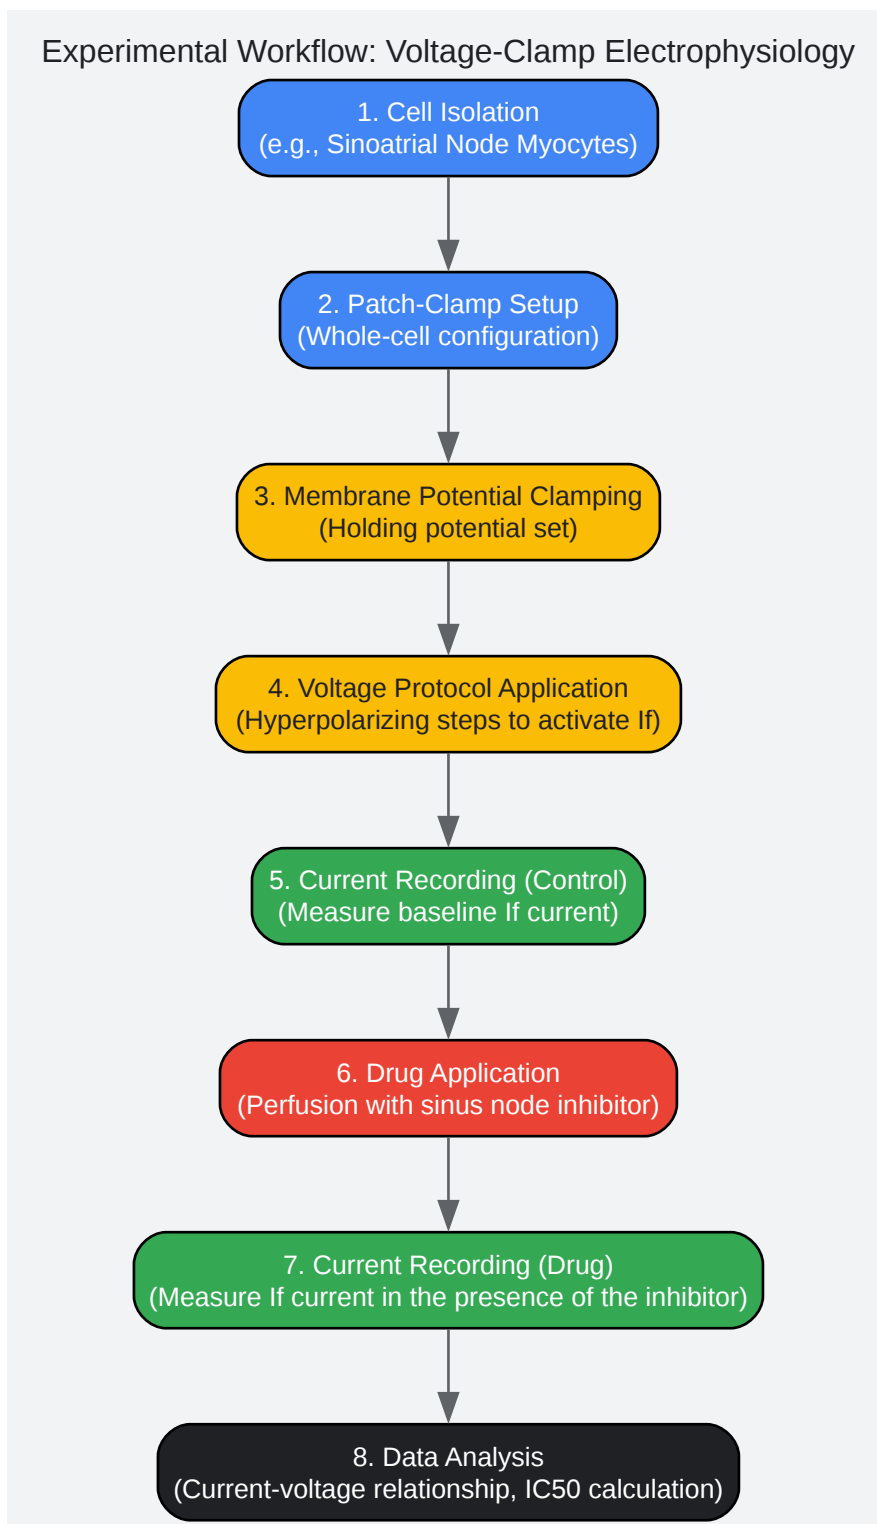 Experimental Workflow: Voltage-Clamp Electrophysiology
1. Cell Isolation
(e.g., Sinoatrial Node Myocytes)
2. Patch-Clamp Setup
(Whole-cell configuration)
3. Membrane Potential Clamping
(Holding potential set)
4. Voltage Protocol Application
(Hyperpolarizing steps to activate If)
5. Current Recording (Control)
(Measure baseline If current)
6. Drug Application
(Perfusion with sinus node inhibitor)
7. Current Recording (Drug)
(Measure If current in the presence of the inhibitor)
8. Data Analysis
(Current-voltage relationship, IC50 calculation)